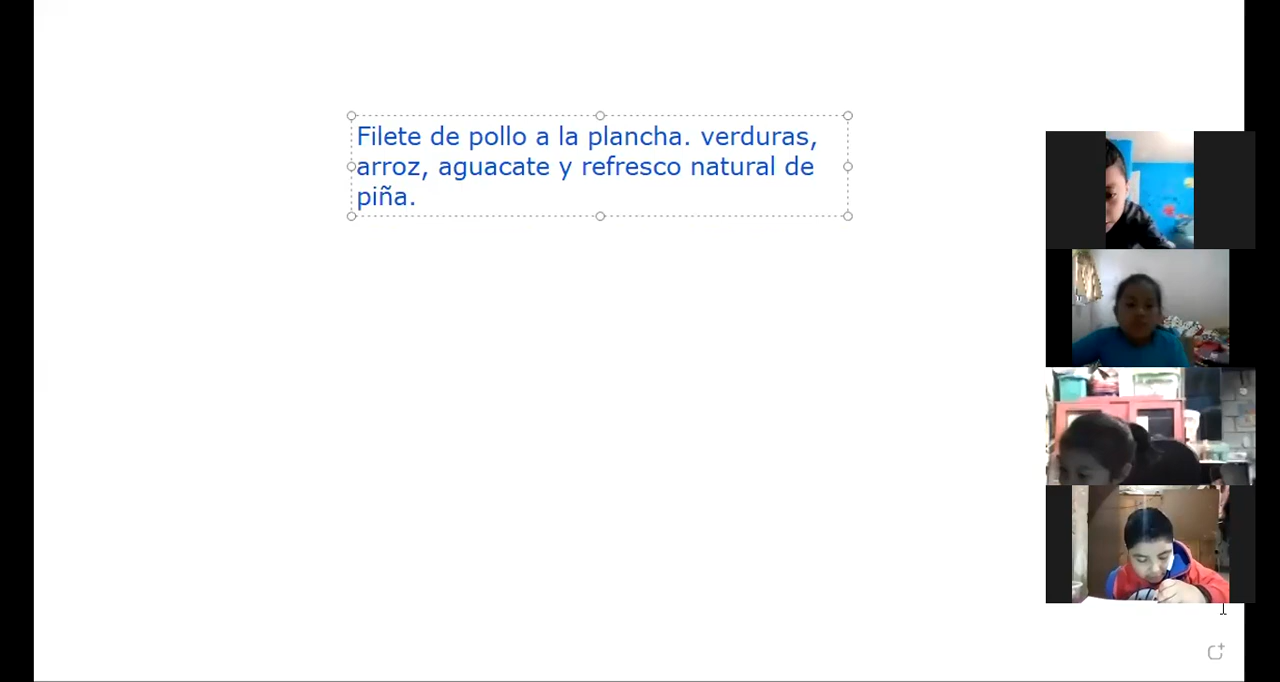 Filete de pollo a la plancha. verduras,
arroz, aguacate y refresco natural de
piña.